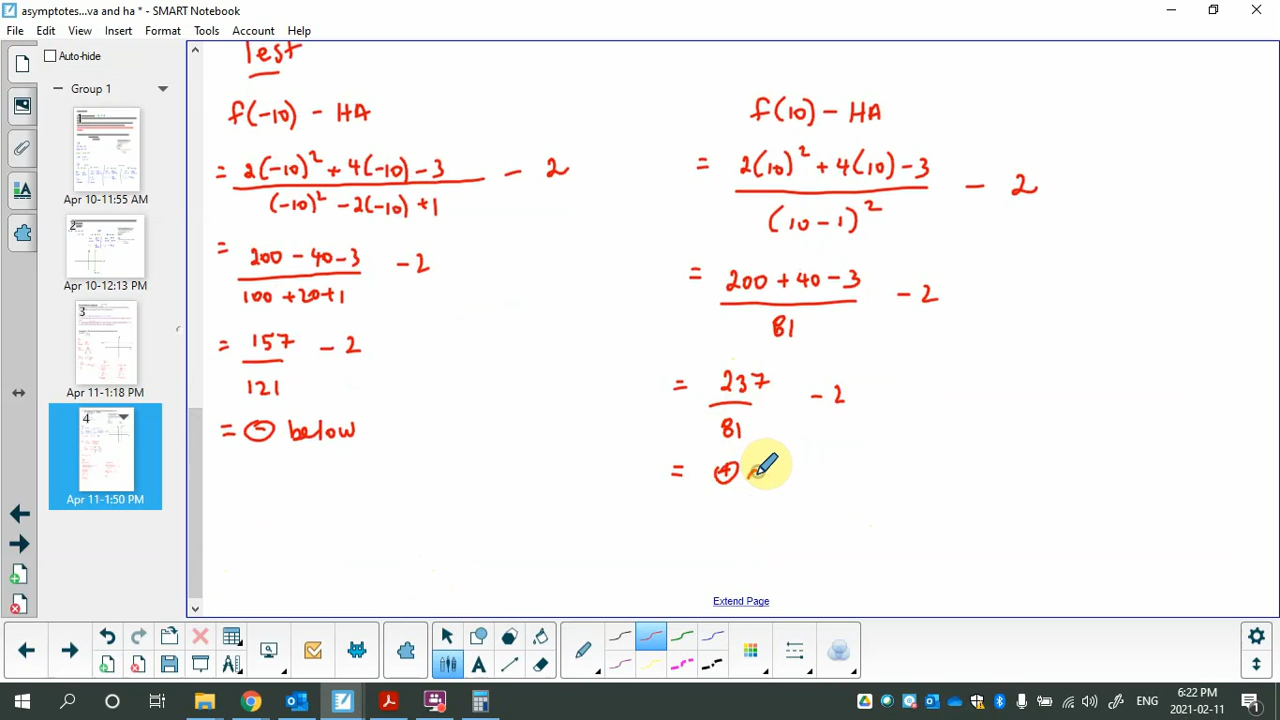 asymptotes...va and ha * - SMART Notebook
File Edit View Insert Format Tools Account Help
Auto-hide
Group 1
1
Apr 10-11:55 AM
2
Apr 10-12:13 PM
3
Apr 11-1:18 PM
4
Apr 11-1:50 PM
Test
f(-10) - HA
= 2(-10)² + 4(-10) - 3 / (-10)² - 2(-10) + 1 - 2
= 200 - 40 - 3 / 100 + 20 + 1 - 2
= 157 / 121 - 2
= ⊖ below
f(10) - HA
= 2(10)² + 4(10) - 3 / (10 - 1)² - 2
= 200 + 40 - 3 / 81 - 2
= 237 / 81 - 2
= ⊕
Extend Page
ENG
6:22 PM
2021-02-11